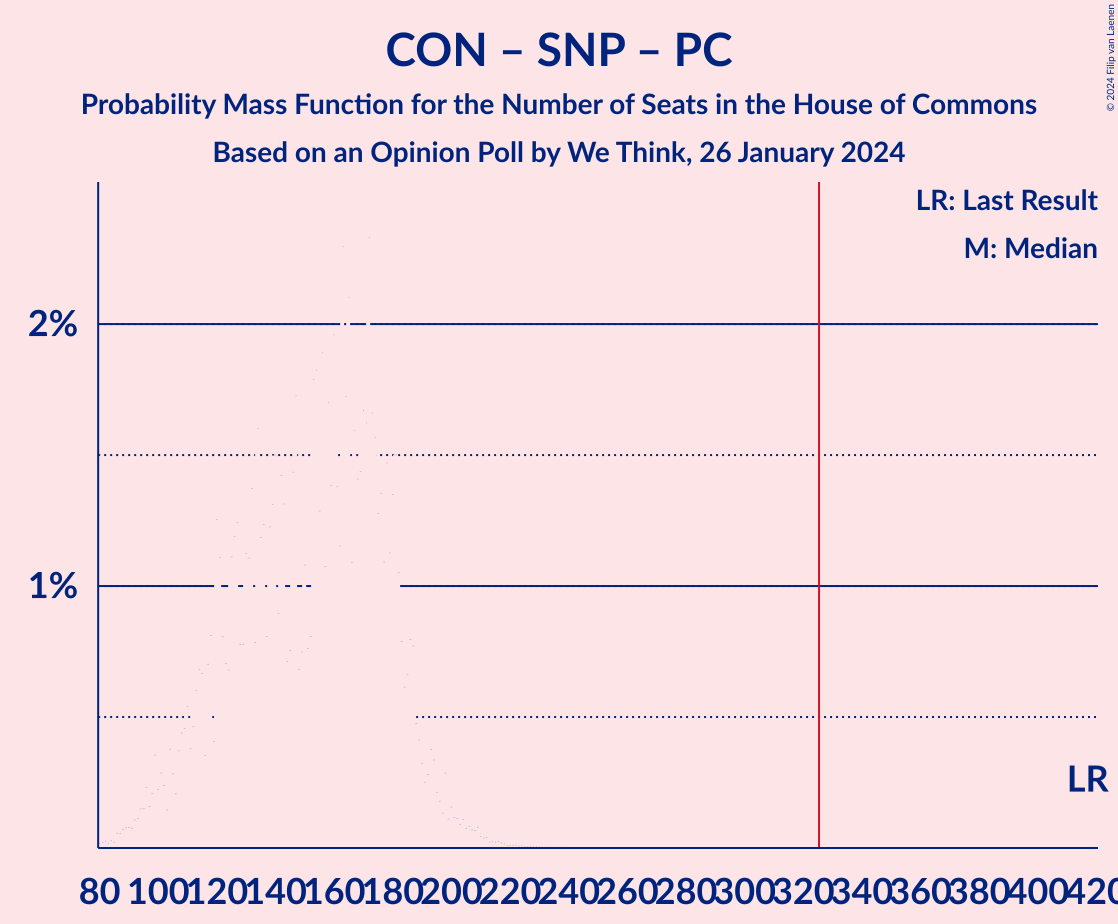 CON – SNP – PC
Probability Mass Function for the Number of Seats in the House of Commons
Based on an Opinion Poll by We Think, 26 January 2024
© 2024 Filip van Laenen
LR: Last Result
M: Median
2%
1%
LR
80 100 120 140 160 180 200 220 240 260 280 300 320 340 360 380 400 420